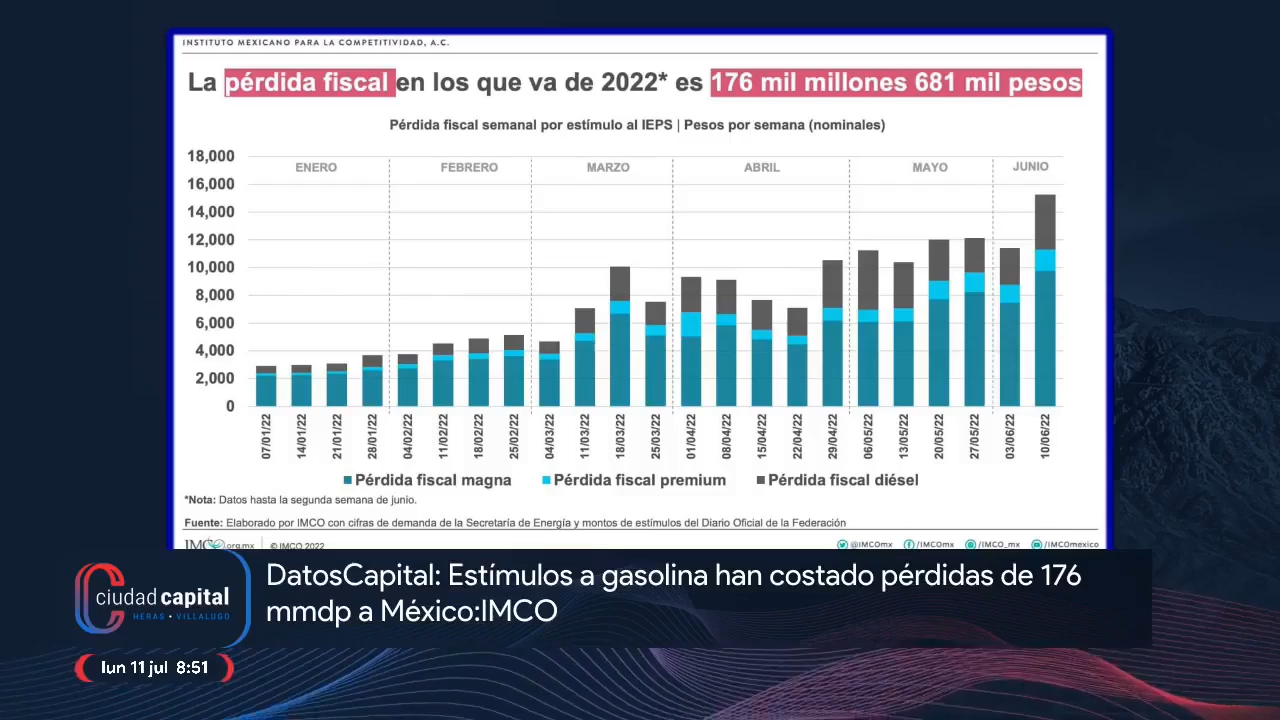 INSTITUTO MEXICANO PARA LA COMPETITIVIDAD, A.C.
La pérdida fiscal en los que va de 2022* es 176 mil millones 681 mil pesos
Pérdida fiscal semanal por estímulo al IEPS | Pesos por semana (nominales)
18,000
16,000
14,000
12,000
10,000
8,000
6,000
4,000
2,000
0
ENERO FEBRERO MARZO ABRIL MAYO JUNIO
07/01/22 14/01/22 21/01/22 28/01/22 04/02/22 11/02/22 18/02/22 25/02/22 04/03/22 11/03/22 18/03/22 25/03/22 01/04/22 08/04/22 15/04/22 22/04/22 29/04/22 06/05/22 13/05/22 20/05/22 27/05/22 03/06/22 10/06/22
Pérdida fiscal magna Pérdida fiscal premium Pérdida fiscal diésel
*Nota: Datos hasta la segunda semana de junio.
Fuente: Elaborado por IMCO con cifras de demanda de la Secretaría de Energía y montos de estímulos del Diario Oficial de la Federación
IMCO.org.mx | © IMCO 2022 @IMCOmx /IMCOmx /IMCO_mx /IMCOmexico
DatosCapital: Estímulos a gasolina han costado pérdidas de 176
mmdp a México:IMCO
ciudad capital
HERAS • VILLALUGO
lun 11 jul 8:51